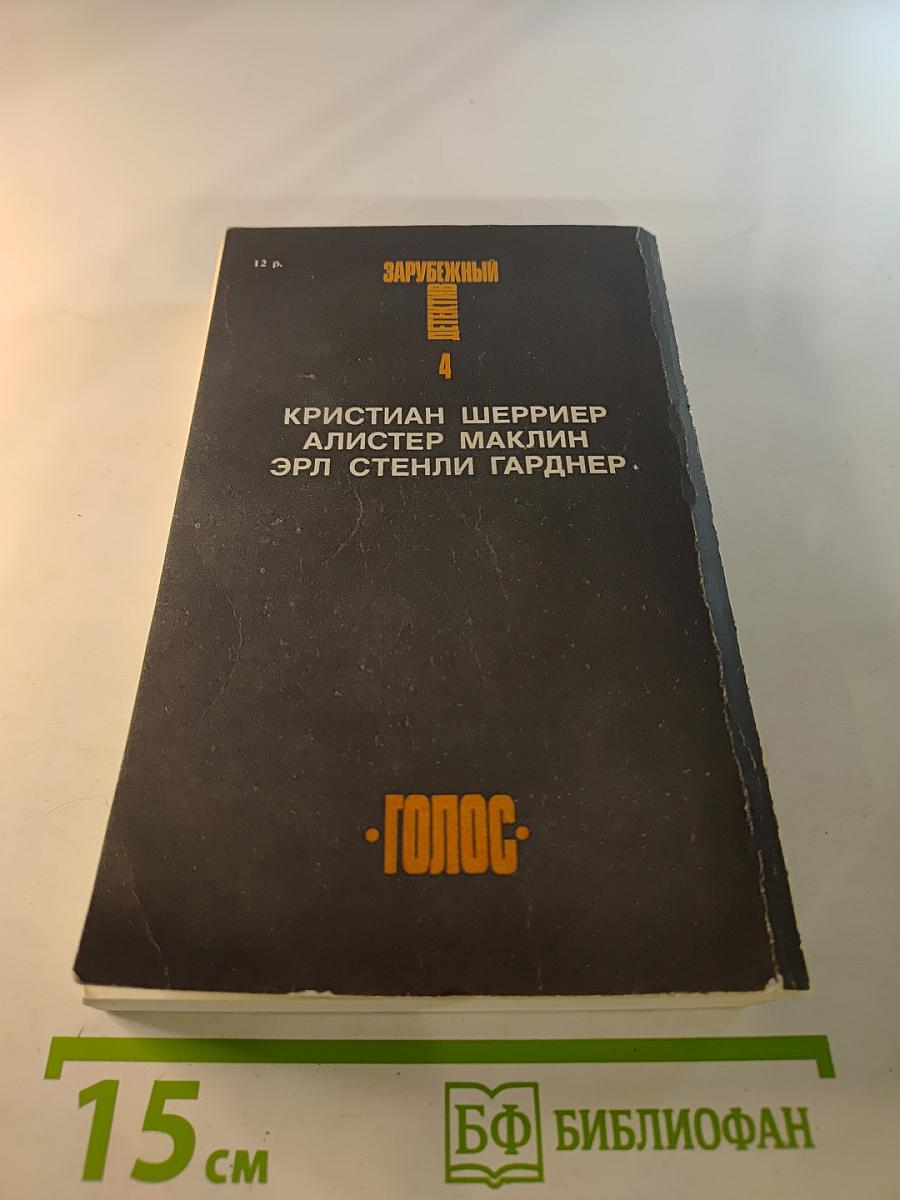 12 р.
ЗАРУБЕЖНЫЙ
ДЕТЕКТИВ
4
КРИСТИАН ШЕРРИЕР
АЛИСТЕР МАКЛИН
ЭРЛ СТЕНЛИ ГАРДНЕР
•ГОЛОС•
15 см
БФ БИБЛИОФАН